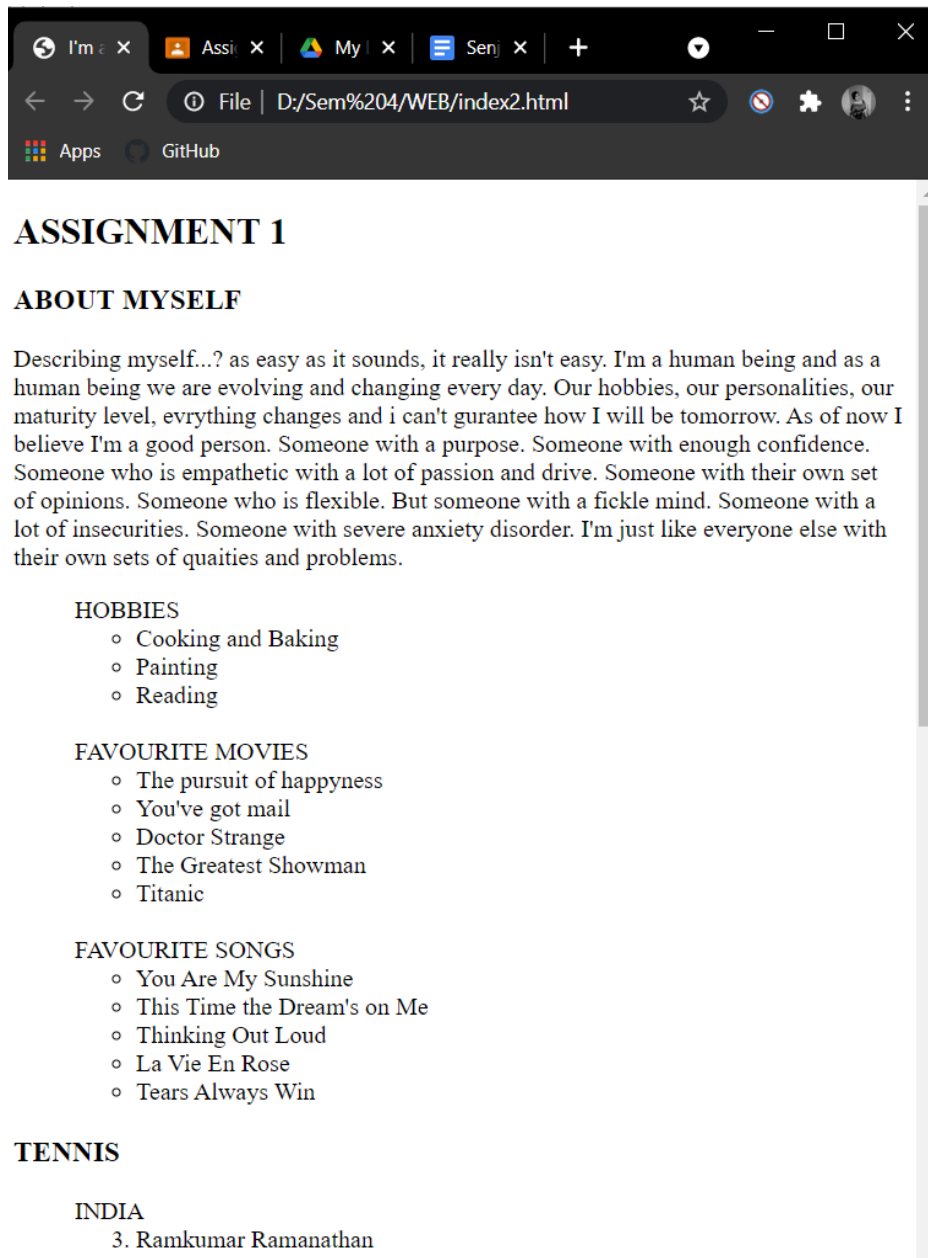 I'm a
Assi
My
Senj
File
D:/Sem%204/WEB/index2.html
Apps
GitHub
ASSIGNMENT 1
ABOUT MYSELF
Describing myself...? as easy as it sounds, it really isn't easy. I'm a human being and as a
human being we are evolving and changing every day. Our hobbies, our personalities, our
maturity level, evrything changes and i can't gurantee how I will be tomorrow. As of now I
believe I'm a good person. Someone with a purpose. Someone with enough confidence.
Someone who is empathetic with a lot of passion and drive. Someone with their own set
of opinions. Someone who is flexible. But someone with a fickle mind. Someone with a
lot of insecurities. Someone with severe anxiety disorder. I'm just like everyone else with
their own sets of quaities and problems.
HOBBIES
Cooking and Baking
Painting
Reading
FAVOURITE MOVIES
The pursuit of happyness
You've got mail
Doctor Strange
The Greatest Showman
Titanic
FAVOURITE SONGS
You Are My Sunshine
This Time the Dream's on Me
Thinking Out Loud
La Vie En Rose
Tears Always Win
TENNIS
INDIA
3. Ramkumar Ramanathan